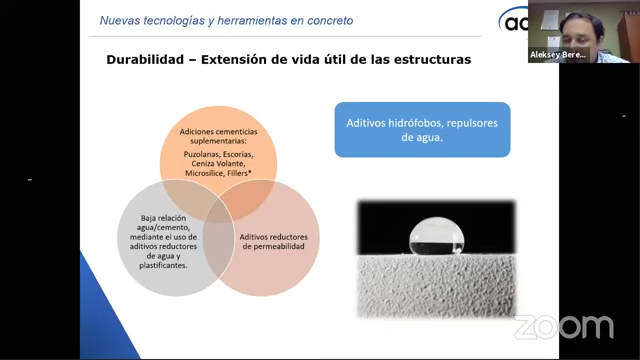 Nuevas tecnologías y herramientas en concreto
Aleksey Bere...
Durabilidad – Extensión de vida útil de las estructuras
Adiciones cementicias
suplementarias:
Puzolanas, Escorias,
Ceniza Volante,
Microsílice, Fillers*
Baja relación
agua/cemento,
mediante el uso de
aditivos reductores
de agua y
plastificantes.
Aditivos reductores
de permeabilidad
Aditivos hidrófobos, repulsores
de agua.
zoom